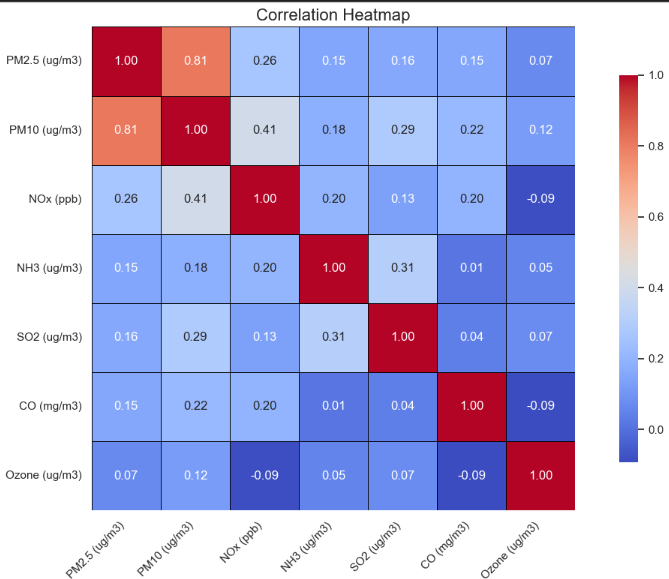 Correlation Heatmap
PM2.5 (ug/m3) 1.00 0.81 0.26 0.15 0.16 0.15 0.07
PM10 (ug/m3) 0.81 1.00 0.41 0.18 0.29 0.22 0.12
NOx (ppb) 0.26 0.41 1.00 0.20 0.13 0.20 -0.09
NH3 (ug/m3) 0.15 0.18 0.20 1.00 0.31 0.01 0.05
SO2 (ug/m3) 0.16 0.29 0.13 0.31 1.00 0.04 0.07
CO (mg/m3) 0.15 0.22 0.20 0.01 0.04 1.00 -0.09
Ozone (ug/m3) 0.07 0.12 -0.09 0.05 0.07 -0.09 1.00
PM2.5 (ug/m3) PM10 (ug/m3) NOx (ppb) NH3 (ug/m3) SO2 (ug/m3) CO (mg/m3) Ozone (ug/m3)
1.0
0.8
0.6
0.4
0.2
0.0